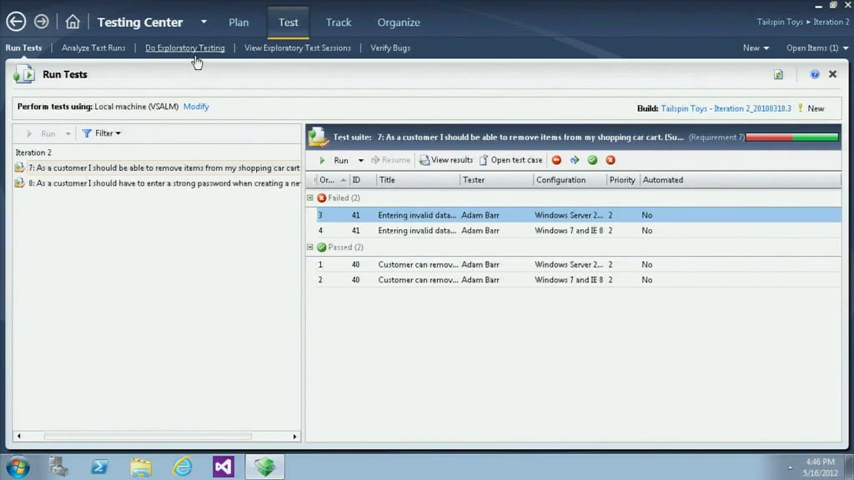 Testing Center Plan Test Track Organize
Tailspin Toys › Iteration 2
Run Tests Analyze Test Runs Do Exploratory Testing View Exploratory Test Sessions Verify Bugs New Open Items (1)
Run Tests
Perform tests using: Local machine (VSALM) Modify
Build: Tailspin Toys - Iteration 2_20100318.3 New
Run Filter
Iteration 2
7: As a customer I should be able to remove items from my shopping car cart
8: As a customer I should have to enter a strong password when creating a ne
Test suite: 7: As a customer I should be able to remove items from my shopping car cart. (Su... (Requirement 7)
Run Resume View results Open test case
Or... ID Title Tester Configuration Priority Automated
Failed (2)
3 41 Entering invalid data... Adam Barr Windows Server 2... 2 No
4 41 Entering invalid data... Adam Barr Windows 7 and IE 8 2 No
Passed (2)
1 40 Customer can remov... Adam Barr Windows Server 2... 2 No
2 40 Customer can remov... Adam Barr Windows 7 and IE 8 2 No
4:46 PM
5/16/2012